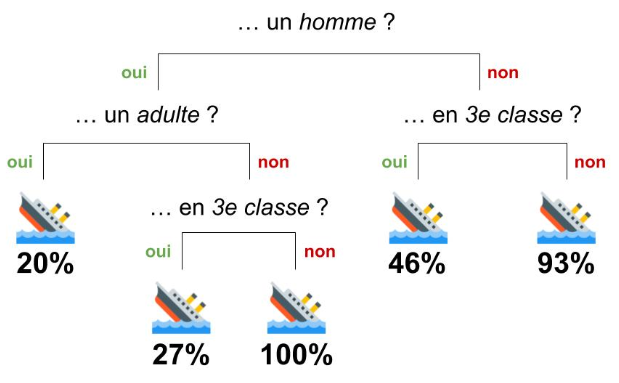 … un homme ?
oui
non
… un adulte ?
… en 3e classe ?
oui
non
oui
non
… en 3e classe ?
20%
46%
93%
oui
non
27%
100%